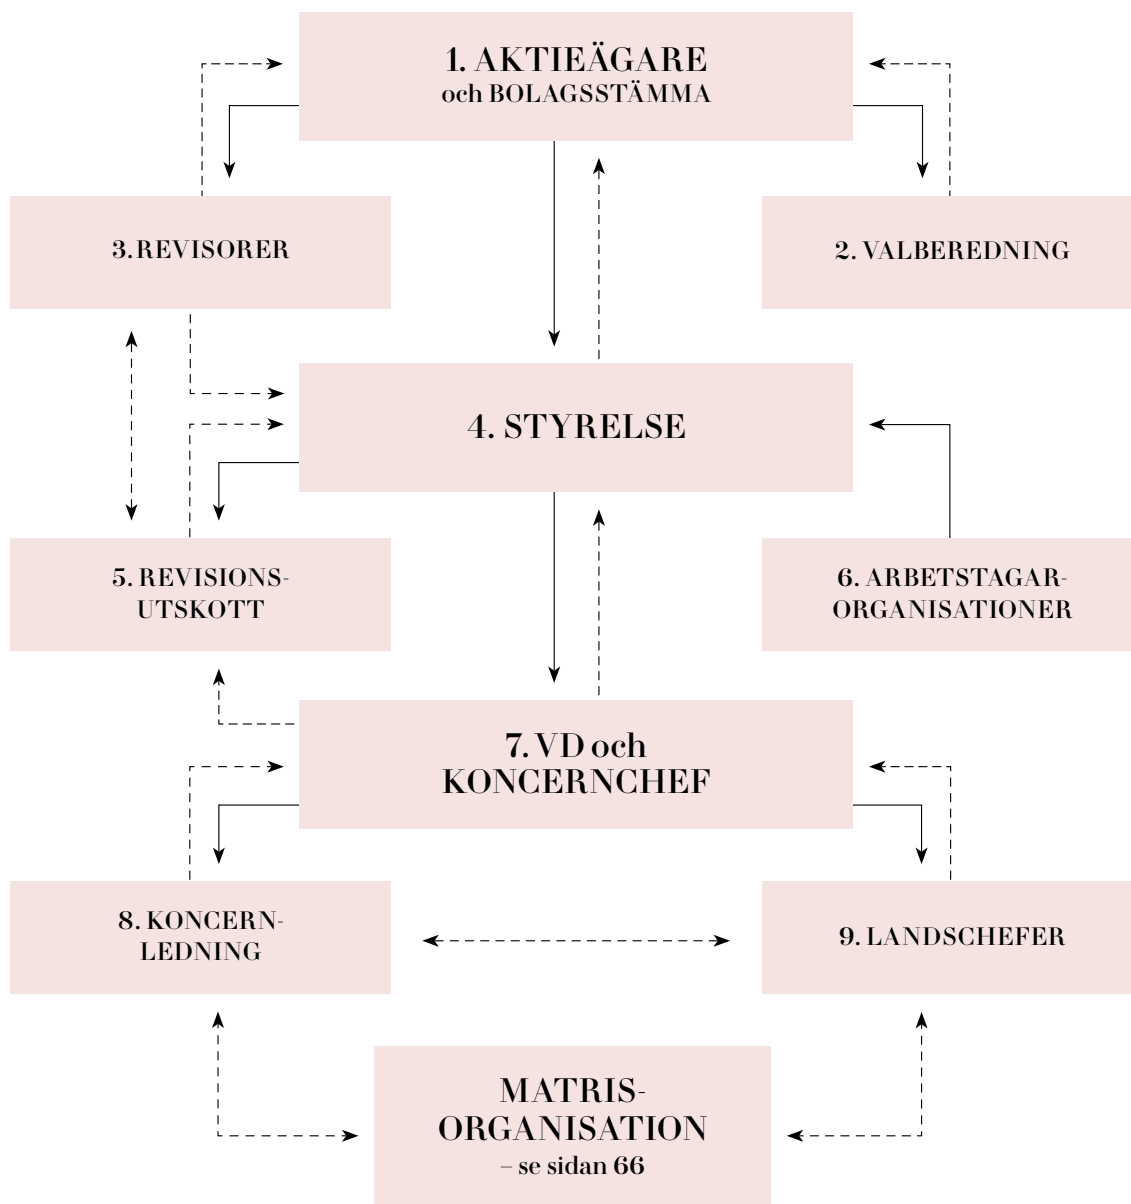 1. AKTIEÄGARE
och BOLAGSSTÄMMA
3. REVISORER
2. VALBEREDNING
4. STYRELSE
5. REVISIONS-
UTSKOTT
6. ARBETSTAGAR-
ORGANISATIONER
7. VD och
KONCERNCHEF
8. KONCERN-
LEDNING
9. LANDSCHEFER
MATRIS-
ORGANISATION
– se sidan 66